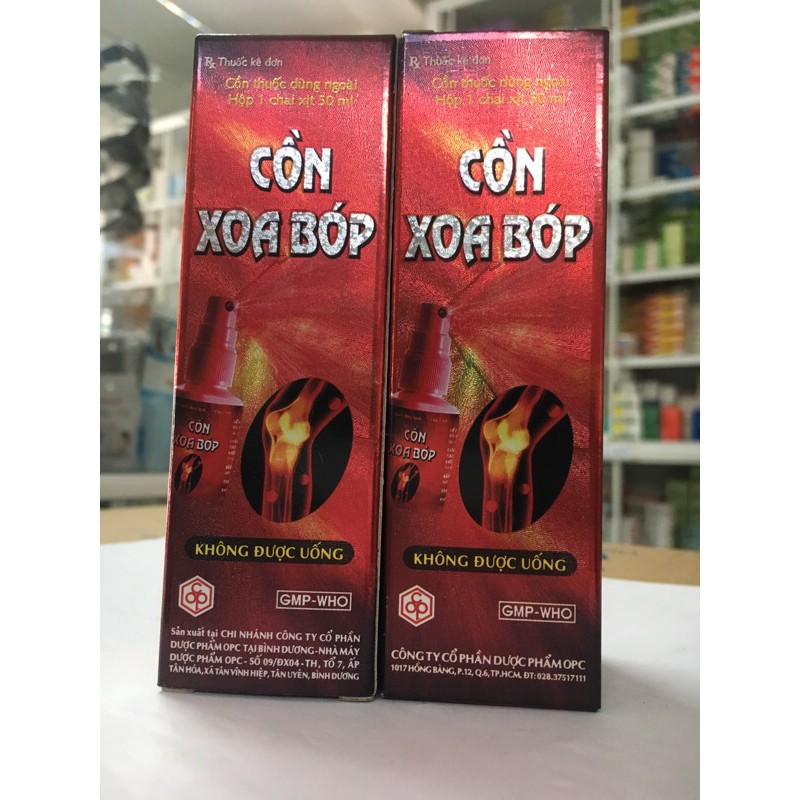 Rx Thuốc kê đơn
Cồn thuốc dùng ngoài
Hộp 1 chai xịt 50 ml
CỒN
XOA BÓP
CỒN
XOA BÓP
KHÔNG ĐƯỢC UỐNG
OPC
GMP-WHO
Sản xuất tại CHI NHÁNH CÔNG TY CỔ PHẦN
DƯỢC PHẨM OPC TẠI BÌNH DƯƠNG-NHÀ MÁY
DƯỢC PHẨM OPC - SỐ 09/ĐX04 - TH, TỔ 7, ẤP
TÂN HÓA, XÃ TÂN VĨNH HIỆP, TÂN UYÊN, BÌNH DƯƠNG
Rx Thuốc kê đơn
Cồn thuốc dùng ngoài
Hộp 1 chai xịt 50 ml
CỒN
XOA BÓP
CỒN
XOA BÓP
KHÔNG ĐƯỢC UỐNG
OPC
GMP-WHO
CÔNG TY CỔ PHẦN DƯỢC PHẨM OPC
1017 HỒNG BÀNG, P.12, Q.6, TP.HCM. ĐT: 028.37517111